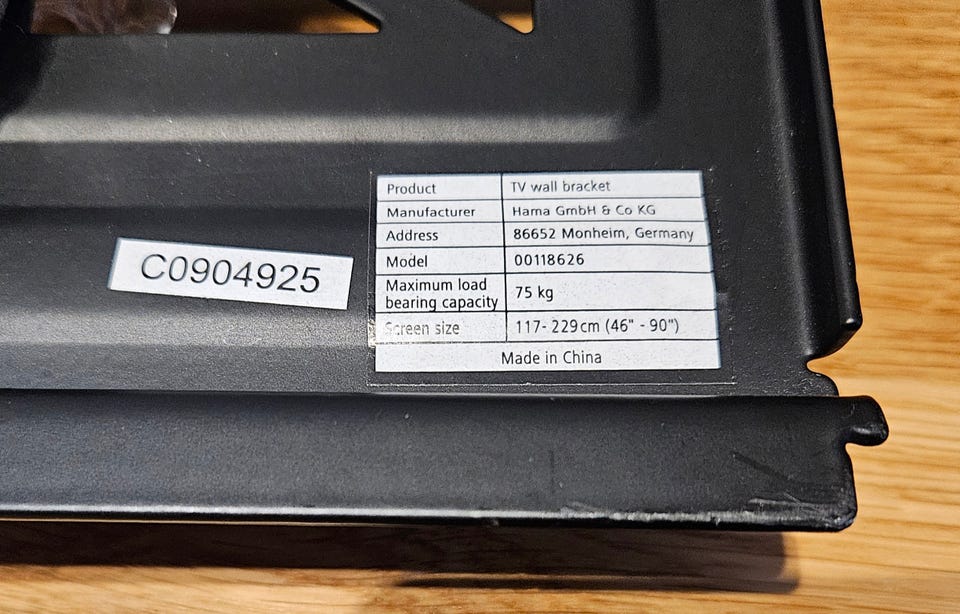 C0904925
Product TV wall bracket
Manufacturer Hama GmbH & Co KG
Address 86652 Monheim, Germany
Model 00118626
Maximum load
bearing capacity 75 kg
Screen size 117- 229cm (46" - 90")
Made in China